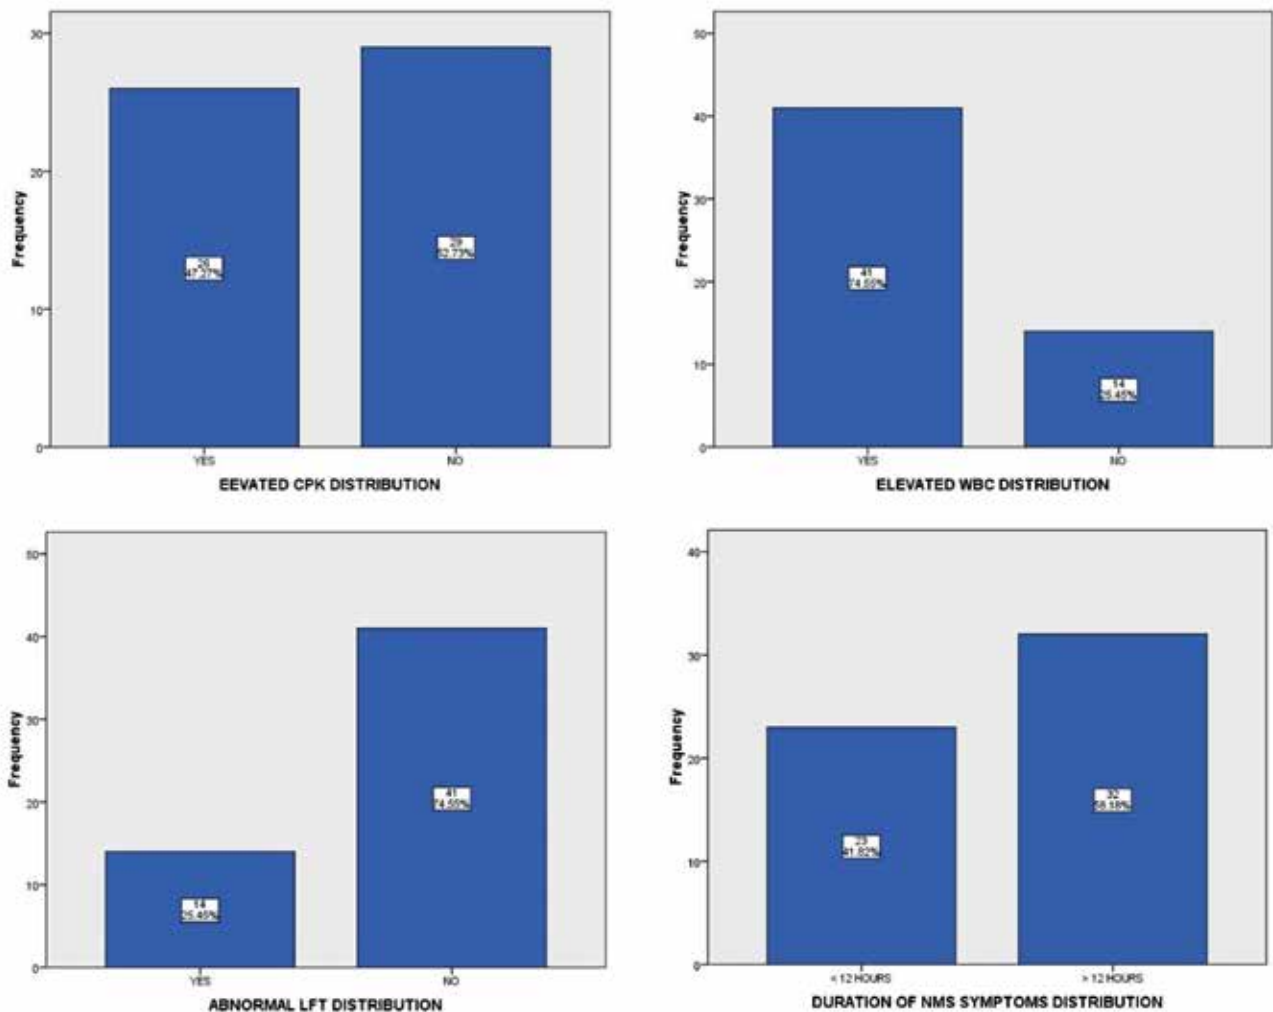 30
20
10
0
Frequency
26
47.27%
29
52.73%
YES
NO
EEVATED CPK DISTRIBUTION
50
40
30
20
10
0
Frequency
41
74.55%
14
25.45%
YES
NO
ELEVATED WBC DISTRIBUTION
50
40
30
20
10
0
Frequency
14
25.45%
41
74.55%
YES
NO
ABNORMAL LFT DISTRIBUTION
40
30
20
10
0
Frequency
23
41.82%
32
58.18%
< 12 HOURS
> 12 HOURS
DURATION OF NMS SYMPTOMS DISTRIBUTION